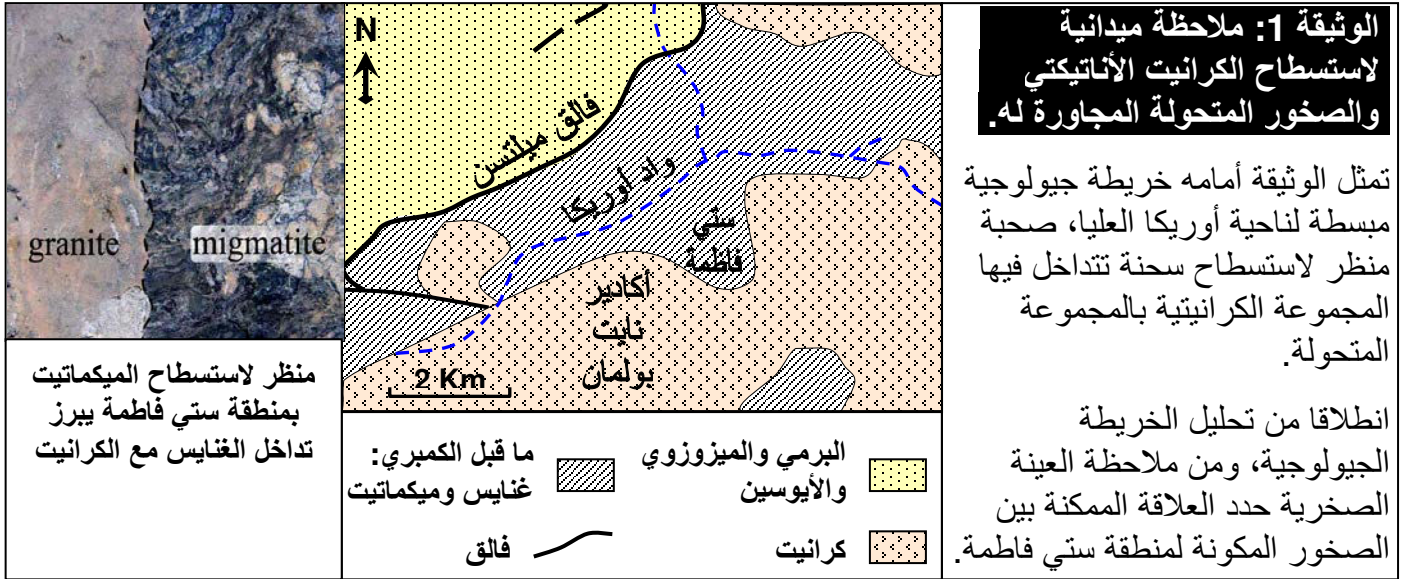 الوثيقة 1: ملاحظة ميدانية
لاستسطاح الكرانيت الأناتيكتي
والصخور المتحولة المجاورة له.
تمثل الوثيقة أمامه خريطة جيولوجية
مبسطة لناحية أوريكا العليا، صحبة
منظر لاستسطاح سحنة تتداخل فيها
المجموعة الكرانيتية بالمجموعة
المتحولة.
انطلاقا من تحليل الخريطة
الجيولوجية، ومن ملاحظة العينة
الصخرية حدد العلاقة الممكنة بين
الصخور المكونة لمنطقة ستي فاظمة.
N
فالق ميلتسن
واد أوريكا
ستي
فاظمة
أكادير
نايت
بولمان
2 Km
البرمي والميزوزوي
والأيوسين
ما قبل الكمبري:
غنايس وميكماتيت
كرانيت
فالق
granite
migmatite
منظر لاستسطاح الميكماتيت
بمنطقة ستي فاطمة يبرز
تداخل الغنايس مع الكرانيت